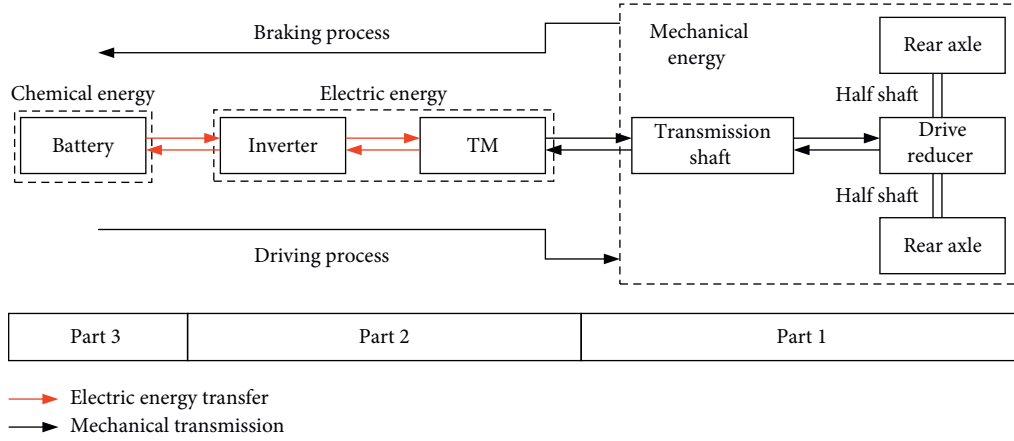 Braking process
Mechanical
energy
Rear axle
Chemical energy
Electric energy
Half shaft
Battery
Inverter
TM
Transmission
shaft
Drive
reducer
Half shaft
Driving process
Rear axle
Part 3
Part 2
Part 1
Electric energy transfer
Mechanical transmission